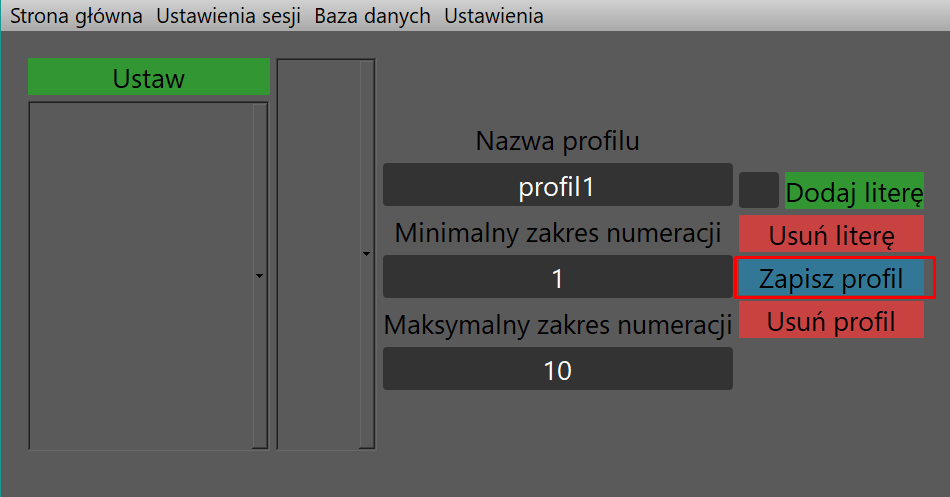 Strona główna Ustawienia sesji Baza danych Ustawienia
Ustaw
Nazwa profilu
profil1
Minimalny zakres numeracji
1
Maksymalny zakres numeracji
10
Dodaj literę
Usuń literę
Zapisz profil
Usuń profil